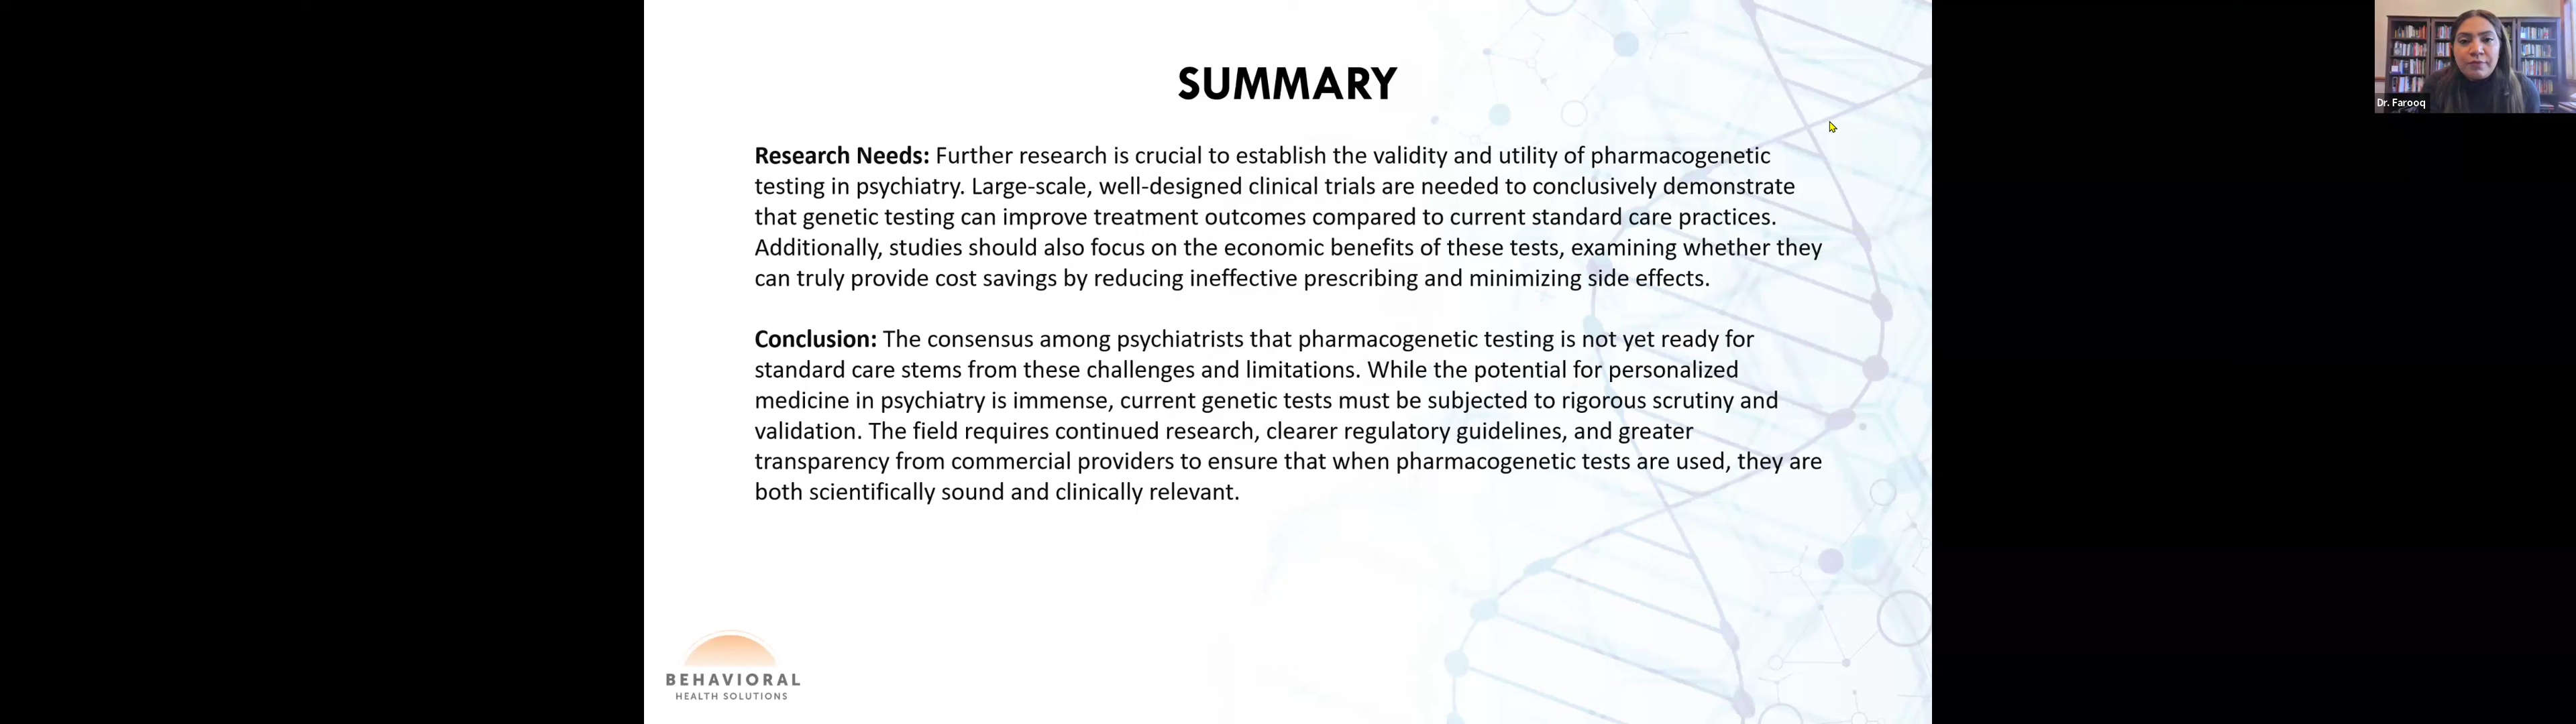 SUMMARY
Research Needs: Further research is crucial to establish the validity and utility of pharmacogenetic
testing in psychiatry. Large-scale, well-designed clinical trials are needed to conclusively demonstrate
that genetic testing can improve treatment outcomes compared to current standard care practices.
Additionally, studies should also focus on the economic benefits of these tests, examining whether they
can truly provide cost savings by reducing ineffective prescribing and minimizing side effects.
Conclusion: The consensus among psychiatrists that pharmacogenetic testing is not yet ready for
standard care stems from these challenges and limitations. While the potential for personalized
medicine in psychiatry is immense, current genetic tests must be subjected to rigorous scrutiny and
validation. The field requires continued research, clearer regulatory guidelines, and greater
transparency from commercial providers to ensure that when pharmacogenetic tests are used, they are
both scientifically sound and clinically relevant.
BEHAVIORAL
HEALTH SOLUTIONS
Dr. Farooq